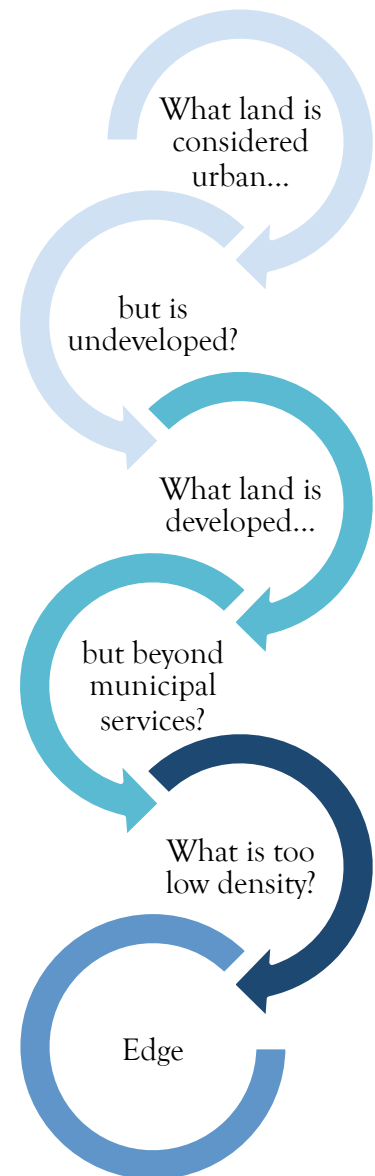 What land is
considered
urban...
but is
undeveloped?
What land is
developed...
but beyond
municipal
services?
What is too
low density?
Edge